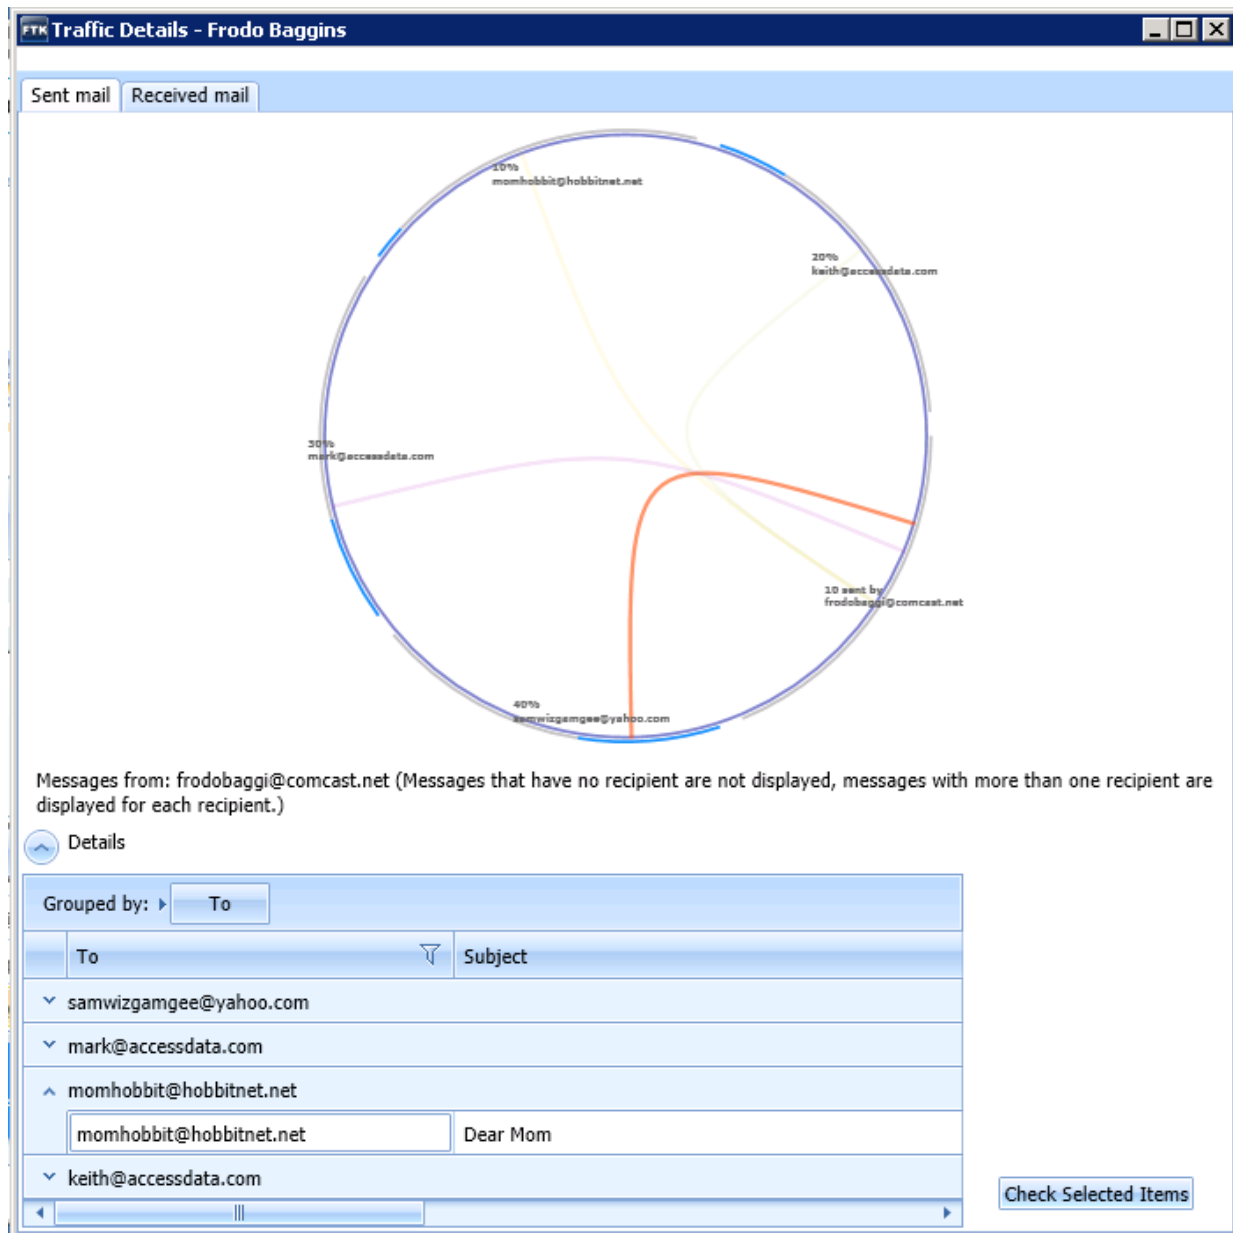 FTK Traffic Details - Frodo Baggins
Sent mail
Received mail
10%
momhobbit@hobbitnet.net
20%
keith@accessdata.com
30%
mark@accessdata.com
10 sent by
frodobaggi@comcast.net
40%
samwizgamgee@yahoo.com
Messages from: frodobaggi@comcast.net (Messages that have no recipient are not displayed, messages with more than one recipient are
displayed for each recipient.)
Details
Grouped by: To
To Subject
samwizgamgee@yahoo.com
mark@accessdata.com
momhobbit@hobbitnet.net
momhobbit@hobbitnet.net Dear Mom
keith@accessdata.com
Check Selected Items